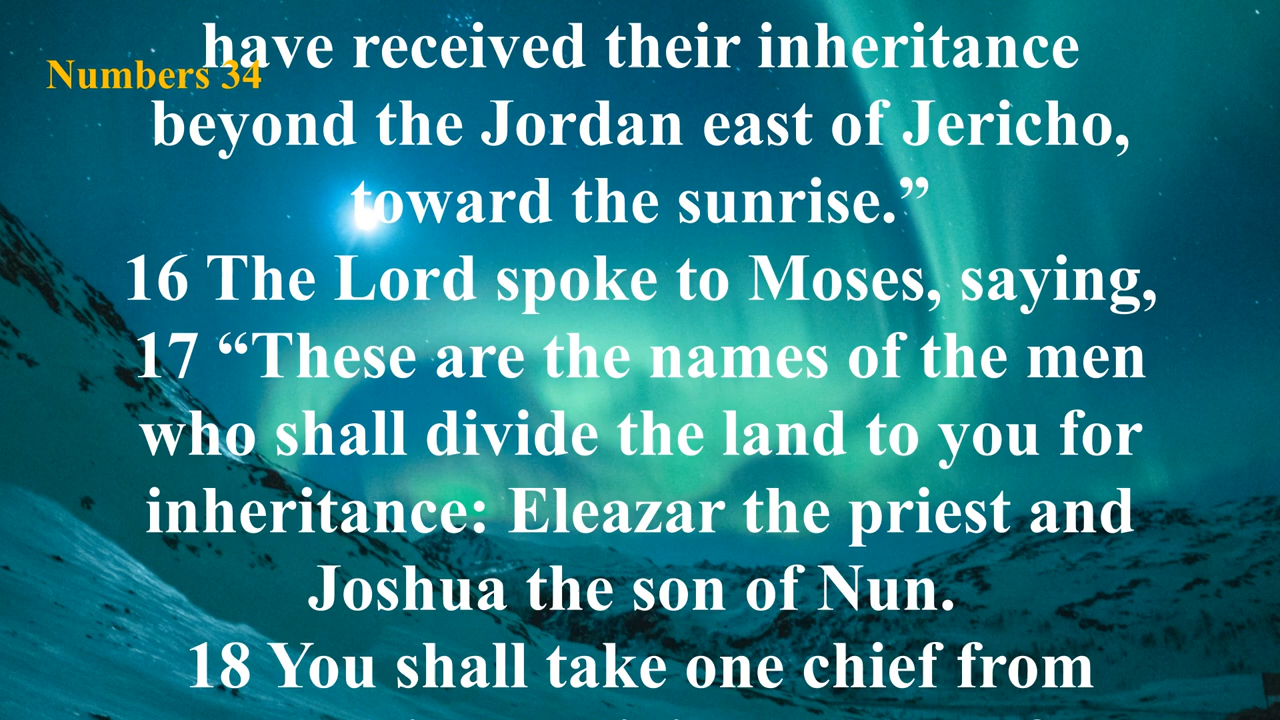 have received their inheritance
Numbers 34
beyond the Jordan east of Jericho,
toward the sunrise.”
16 The Lord spoke to Moses, saying,
17 “These are the names of the men
who shall divide the land to you for
inheritance: Eleazar the priest and
Joshua the son of Nun.
18 You shall take one chief from